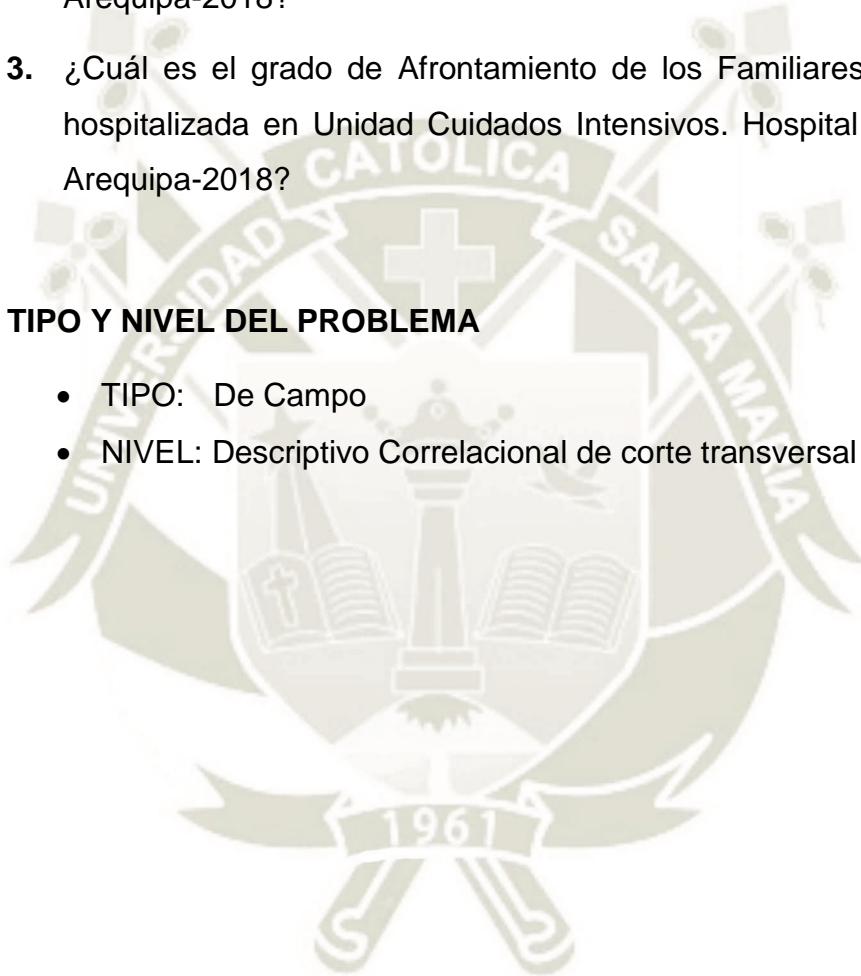 Arequipa-2018?
3. ¿Cuál es el grado de Afrontamiento de los Familiares
hospitalizada en Unidad Cuidados Intensivos. Hospital
Arequipa-2018?
TIPO Y NIVEL DEL PROBLEMA
• TIPO: De Campo
• NIVEL: Descriptivo Correlacional de corte transversal
UNIVERSIDAD CATOLICA SANTA MARIA
1961